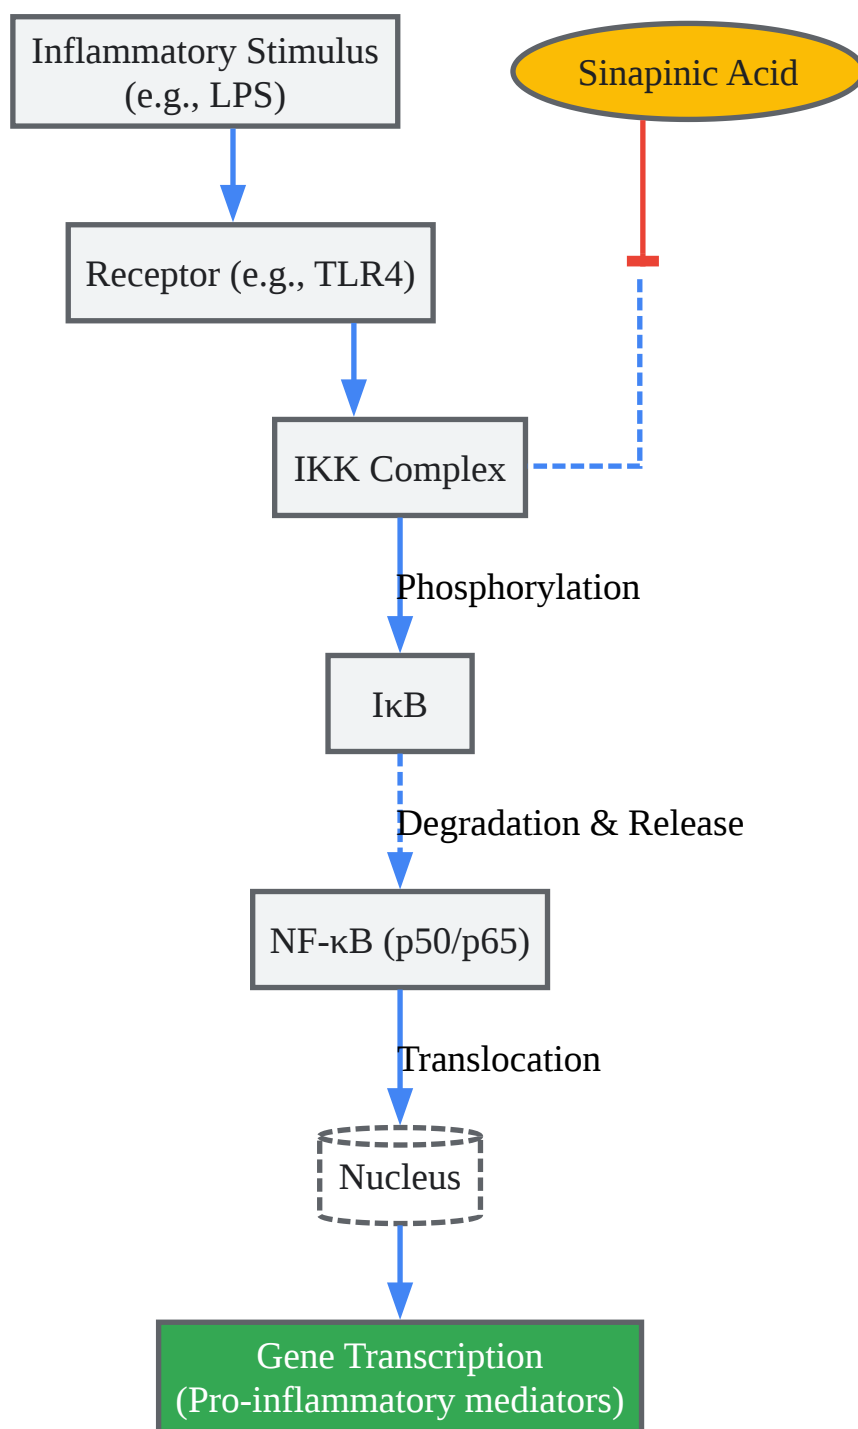 Inflammatory Stimulus
(e.g., LPS)
Sinapinic Acid
Receptor (e.g., TLR4)
IKK Complex
Phosphorylation
IκB
Degradation & Release
NF-κB (p50/p65)
Translocation
Nucleus
Gene Transcription
(Pro-inflammatory mediators)